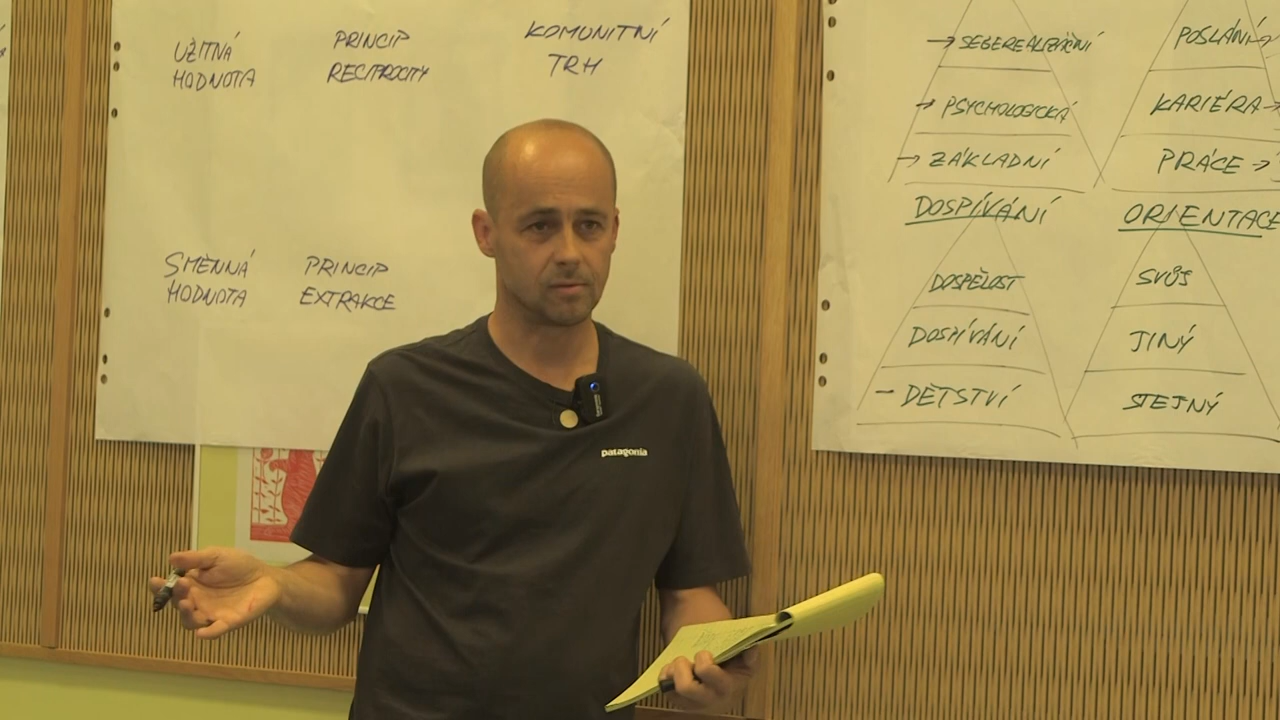 UŽITNÁ
HODNOTA
PRINCIP
RECIPROCITY
KOMUNITNÍ
TRH
SMĚNNÁ
HODNOTA
PRINCIP
EXTRAKCE
patagonia
→ SEBEREALIZAČNÍ
→ PSYCHOLOGICKÁ
→ ZÁKLADNÍ
DOSPÍVÁNÍ
DOSPĚLOST
DOSPÍVÁNÍ
– DĚTSTVÍ
POSLÁNÍ→
KARIÉRA→
PRÁCE→
ORIENTACE
SVŮJ
JINÝ
STEJNÝ